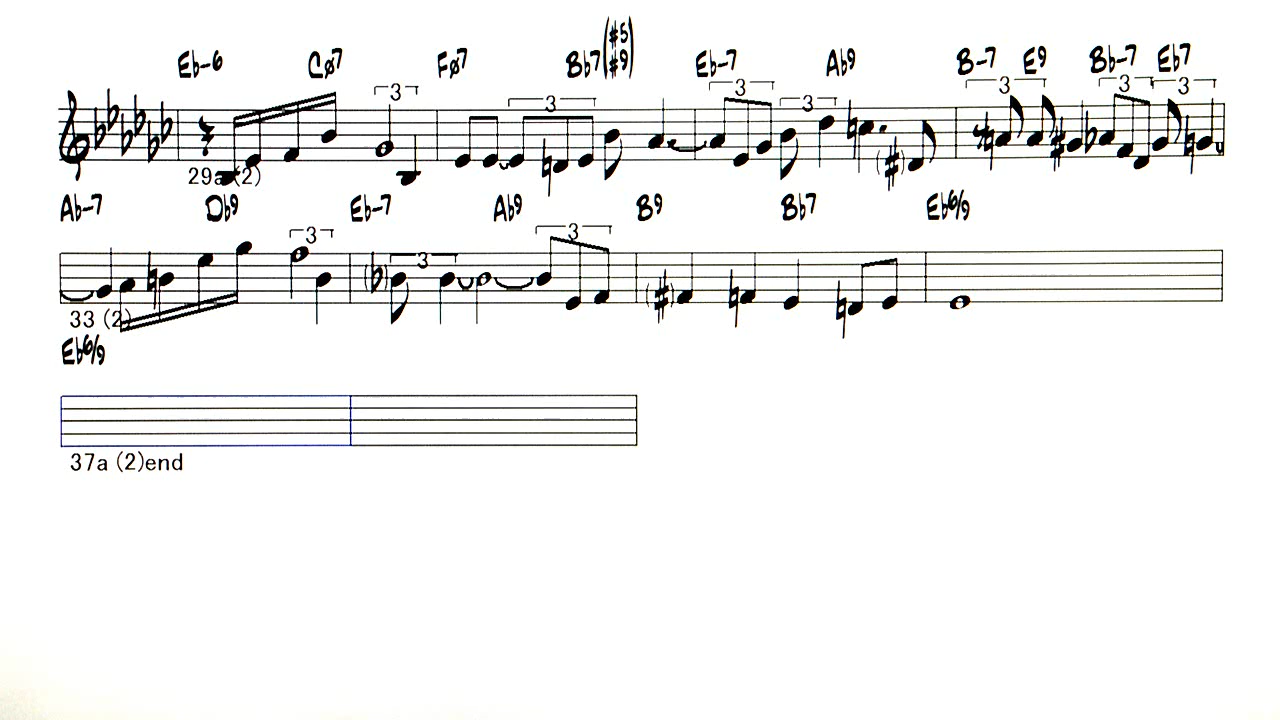 Eb-6 CØ7 FØ7 Bb7(#5 #9) Eb-7 Ab9 B-7 E9 Bb-7 Eb7
3 3 3 3 3 3 3
29a (2)
Ab-7 Db9 Eb-7 Ab9 B9 Bb7 Eb6/9
3 3 3
33 (2)
Eb6/9
37a (2)end